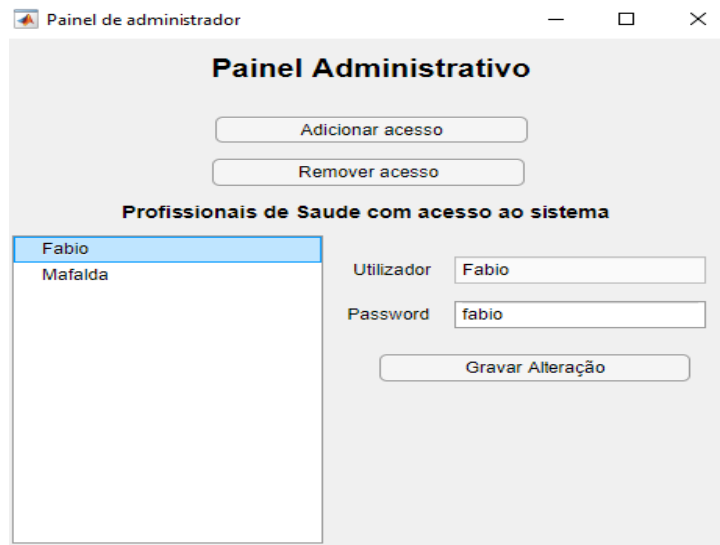 Painel de administrador
Painel Administrativo
Adicionar acesso
Remover acesso
Profissionais de Saude com acesso ao sistema
Fabio
Mafalda
Utilizador Fabio
Password fabio
Gravar Alteração